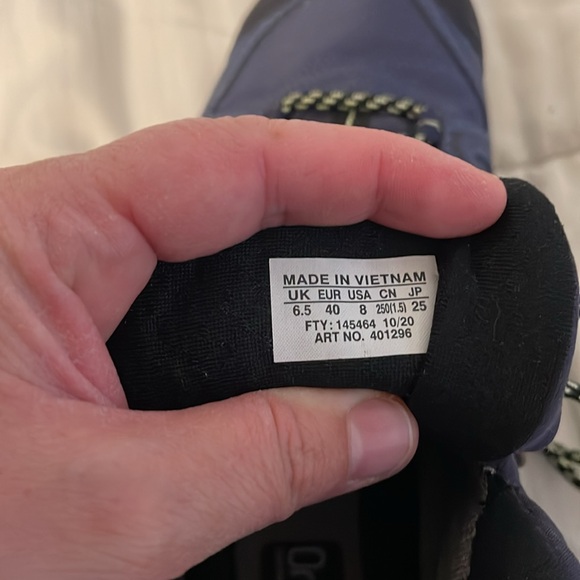 MADE IN VIETNAM
UK EUR USA CN JP
6.5 40 8 250(1.5) 25
FTY: 145464 10/20
ART NO. 401296